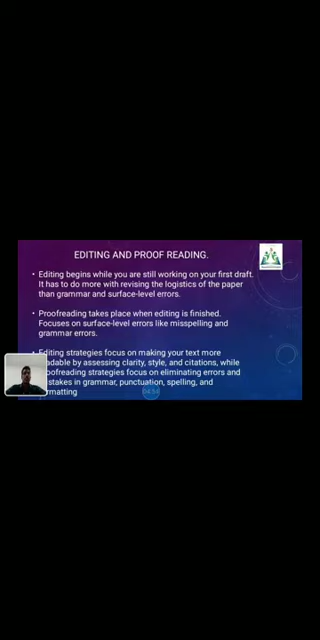 EDITING AND PROOF READING.
• Editing begins while you are still working on your first draft.
It has to do more with revising the logistics of the paper
than grammar and surface-level errors.
• Proofreading takes place when editing is finished.
Focuses on surface-level errors like misspelling and
grammar errors.
Editing strategies focus on making your text more
adable by assessing clarity, style, and citations, while
oofreading strategies focus on eliminating errors and
stakes in grammar, punctuation, spelling, and
rmatting